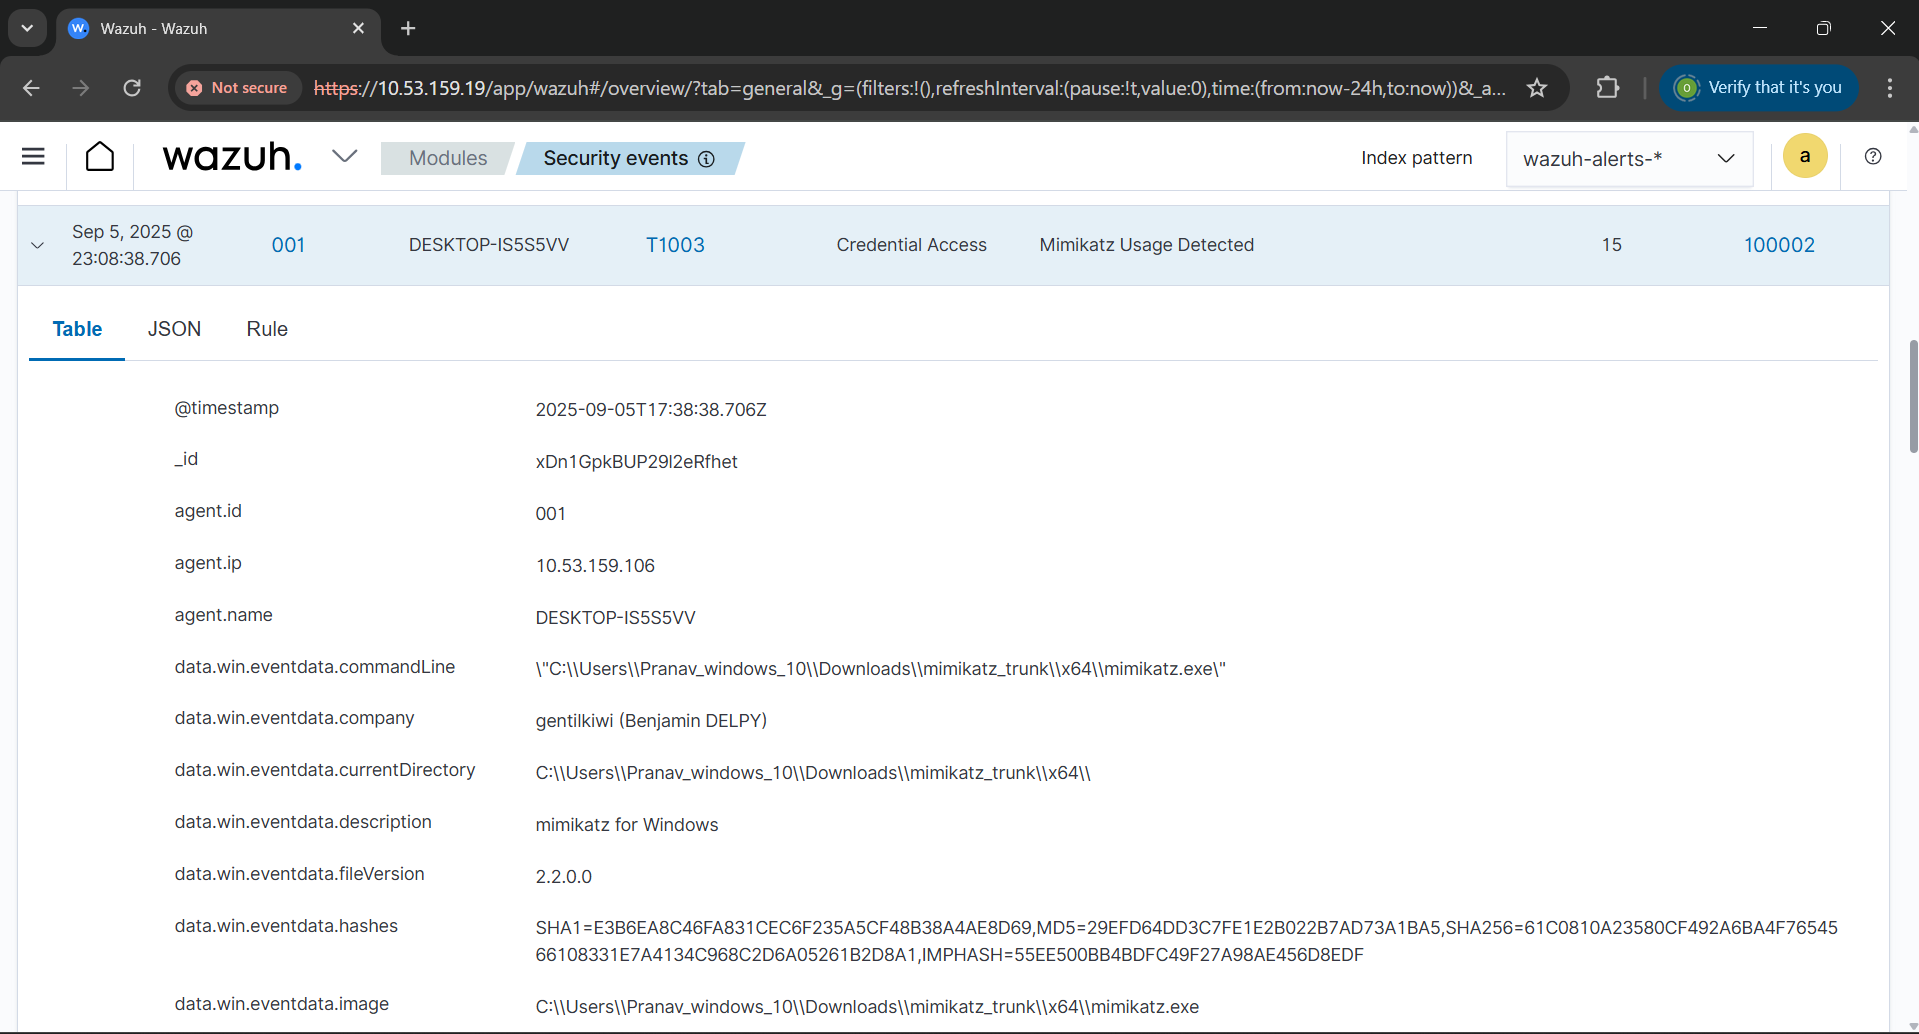 Wazuh - Wazuh
Not secure
https://10.53.159.19/app/wazuh#/overview/?tab=general&_g=(filters:!(),refreshInterval:(pause:!t,value:0),time:(from:now-24h,to:now))&_a...
Verify that it's you
wazuh.
Modules
Security events
Index pattern
wazuh-alerts-*
a
Sep 5, 2025 @
23:08:38.706
001
DESKTOP-IS5S5VV
T1003
Credential Access
Mimikatz Usage Detected
15
100002
Table
JSON
Rule
@timestamp
2025-09-05T17:38:38.706Z
_id
xDn1GpkBUP29l2eRfhet
agent.id
001
agent.ip
10.53.159.106
agent.name
DESKTOP-IS5S5VV
data.win.eventdata.commandLine
\"C:\\Users\\Pranav_windows_10\\Downloads\\mimikatz_trunk\\x64\\mimikatz.exe\"
data.win.eventdata.company
gentilkiwi (Benjamin DELPY)
data.win.eventdata.currentDirectory
C:\\Users\\Pranav_windows_10\\Downloads\\mimikatz_trunk\\x64\\
data.win.eventdata.description
mimikatz for Windows
data.win.eventdata.fileVersion
2.2.0.0
data.win.eventdata.hashes
SHA1=E3B6EA8C46FA831CEC6F235A5CF48B38A4AE8D69,MD5=29EFD64DD3C7FE1E2B022B7AD73A1BA5,SHA256=61C0810A23580CF492A6BA4F76545
66108331E7A4134C968C2D6A05261B2D8A1,IMPHASH=55EE500BB4BDFC49F27A98AE456D8EDF
data.win.eventdata.image
C:\\Users\\Pranav_windows_10\\Downloads\\mimikatz_trunk\\x64\\mimikatz.exe